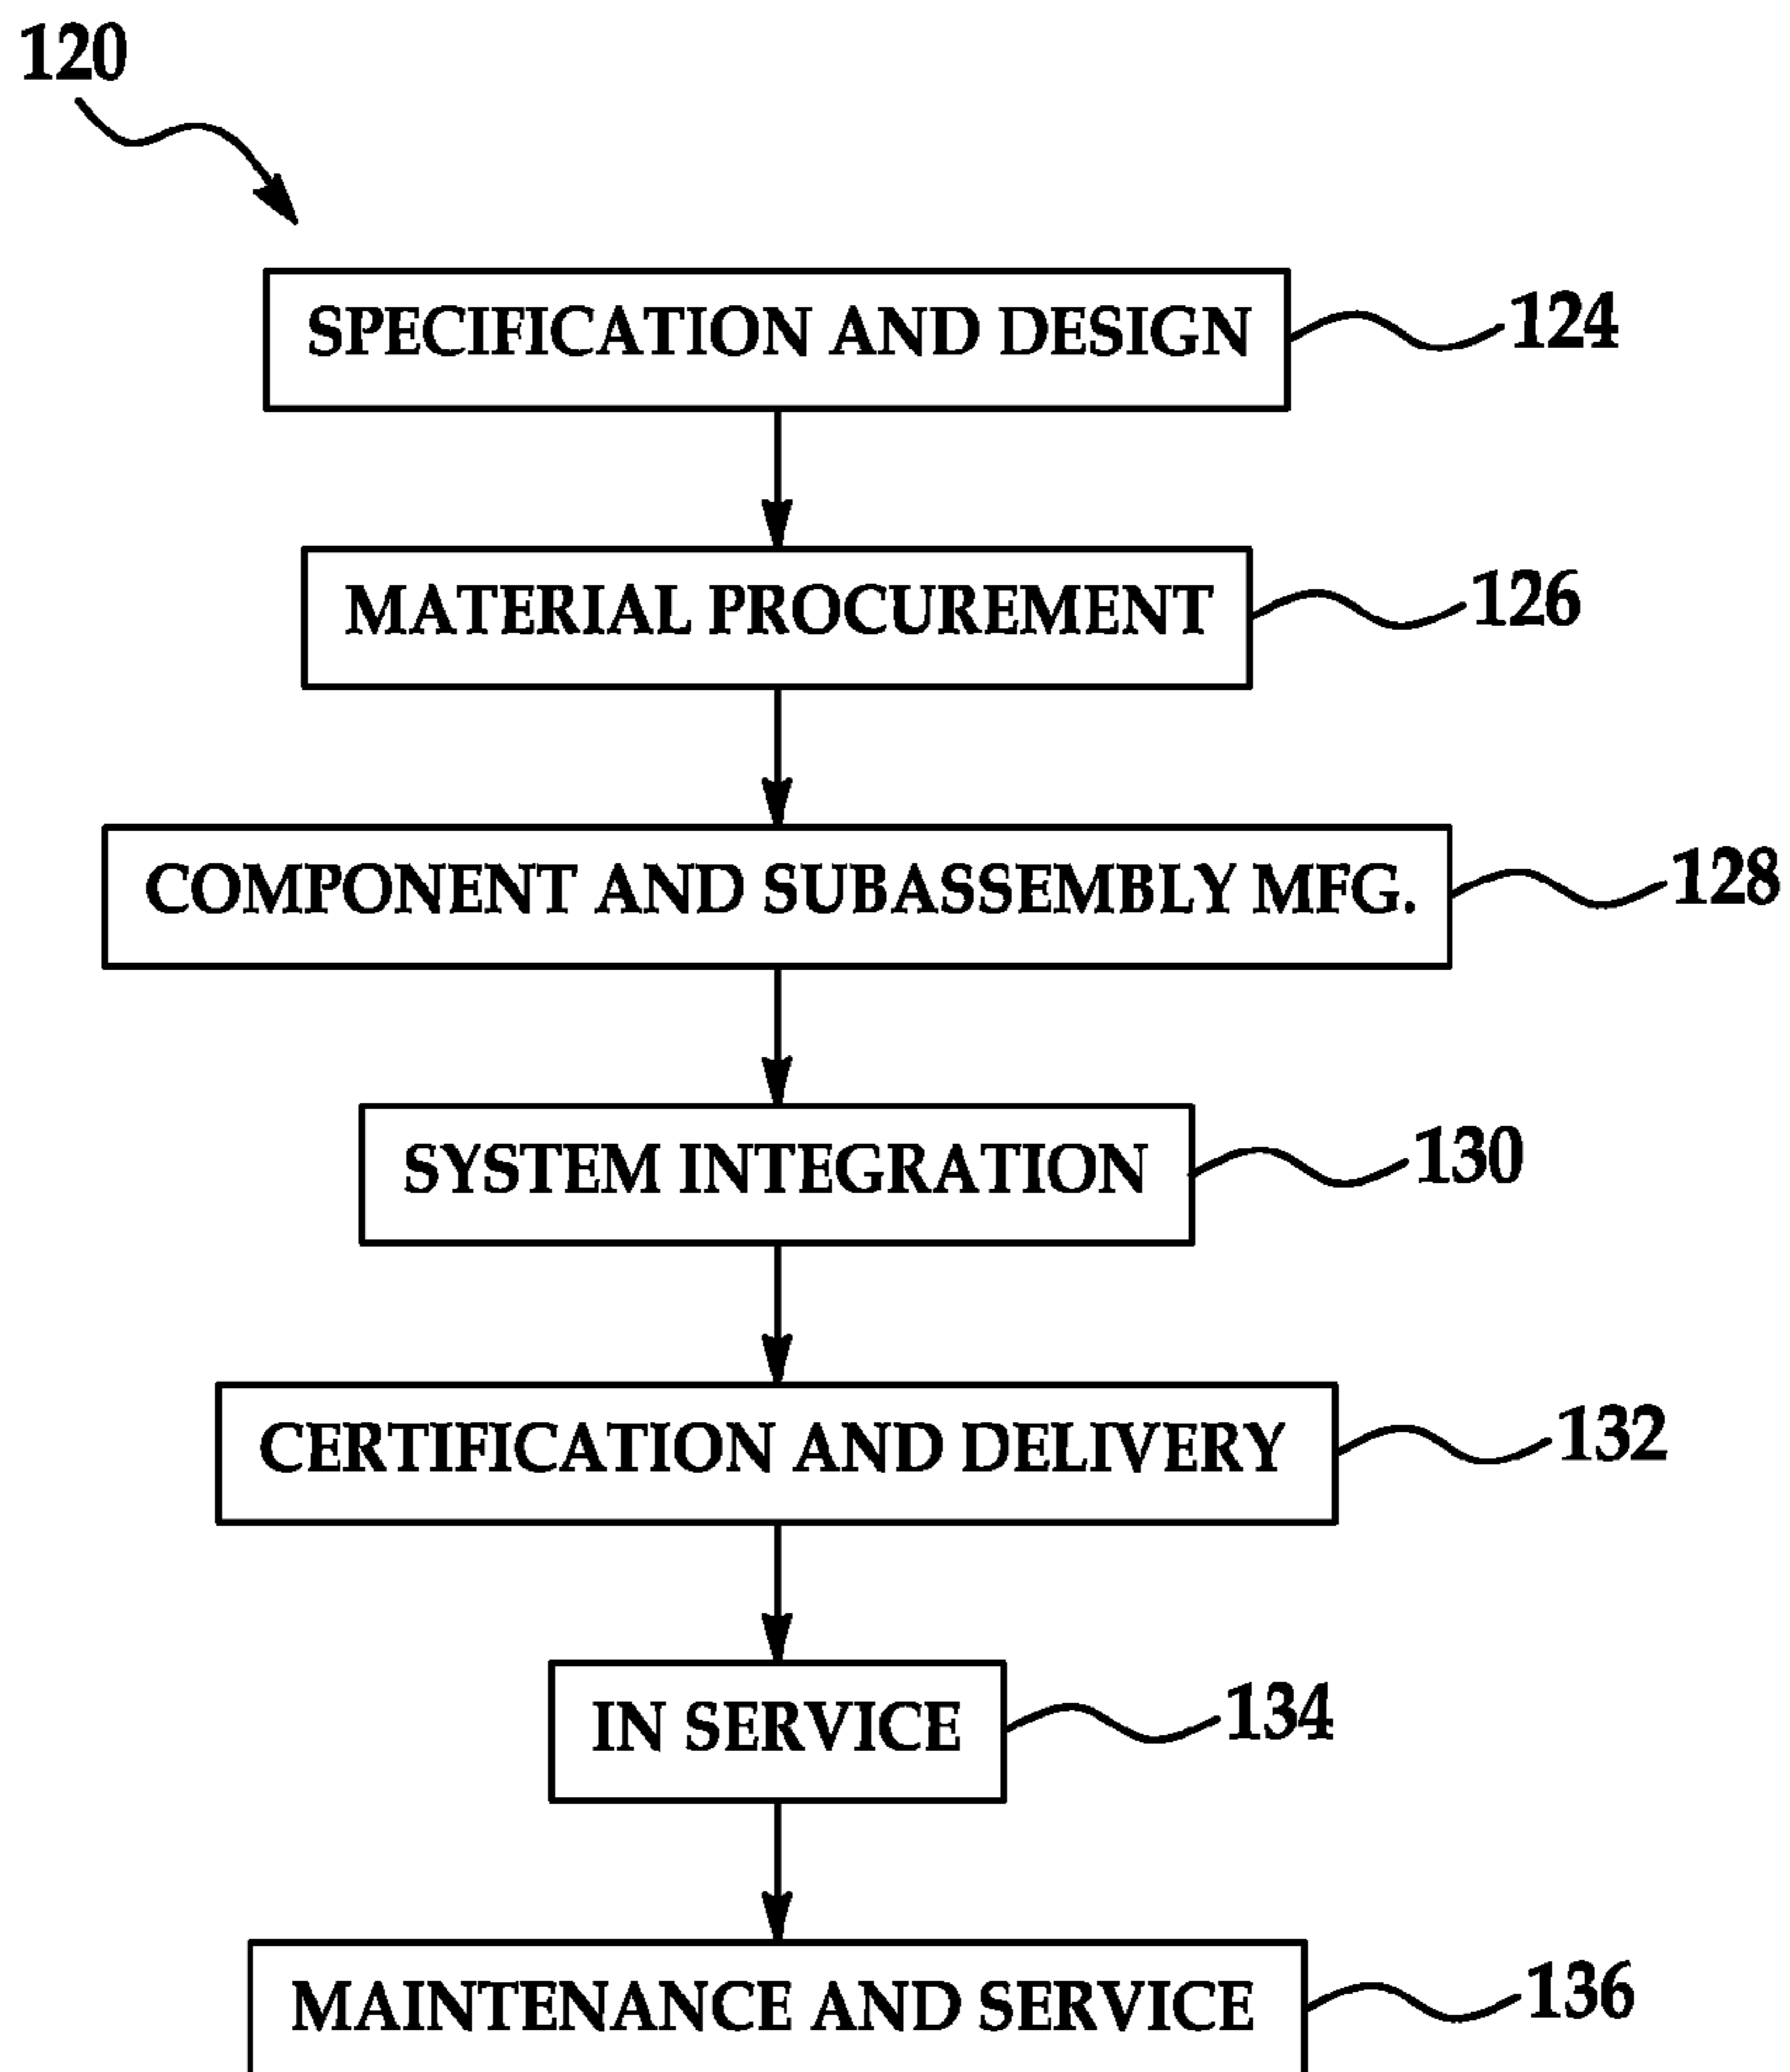 120
SPECIFICATION AND DESIGN 124
MATERIAL PROCUREMENT 126
COMPONENT AND SUBASSEMBLY MFG. 128
SYSTEM INTEGRATION 130
CERTIFICATION AND DELIVERY 132
IN SERVICE 134
MAINTENANCE AND SERVICE 136